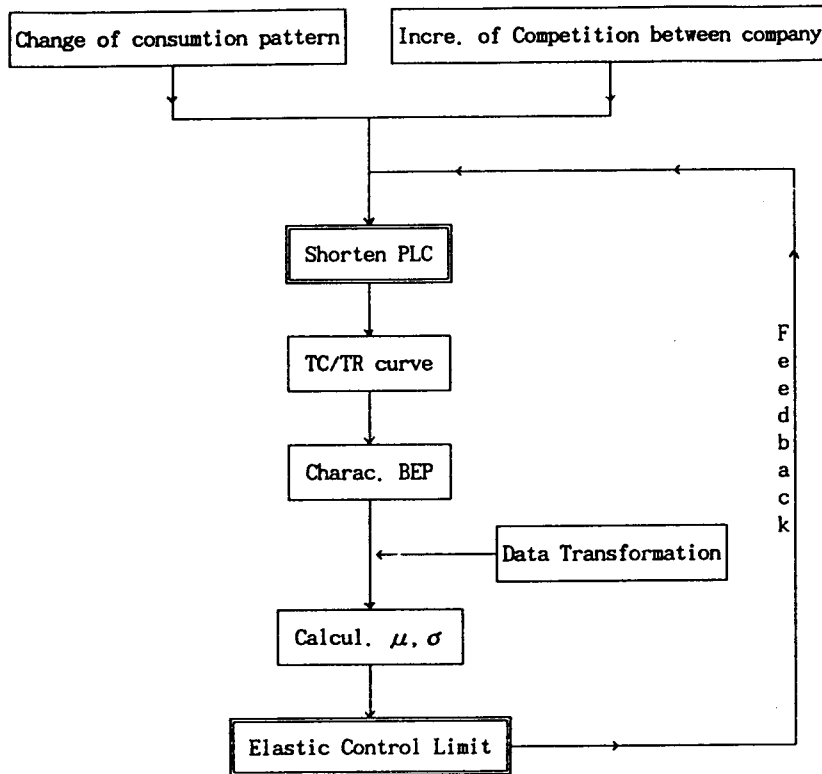 Change of consumtion pattern
Incre. of Competition between company
Shorten PLC
TC/TR curve
Charac. BEP
Data Transformation
Calcul. μ, σ
Elastic Control Limit
Feedback